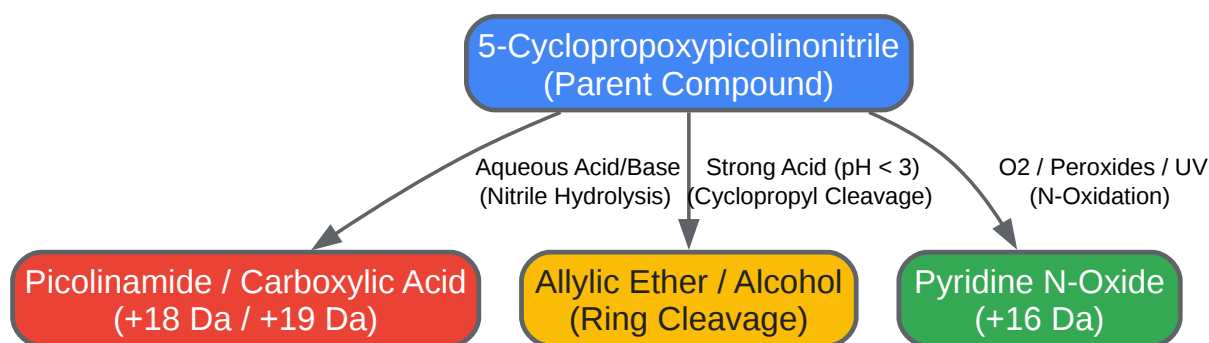 5-Cyclopropoxypicolinonitrile
(Parent Compound)
Aqueous Acid/Base
(Nitrile Hydrolysis)
Strong Acid (pH < 3)
(Cyclopropyl Cleavage)
O2 / Peroxides / UV
(N-Oxidation)
Picolinamide / Carboxylic Acid
(+18 Da / +19 Da)
Allylic Ether / Alcohol
(Ring Cleavage)
Pyridine N-Oxide
(+16 Da)